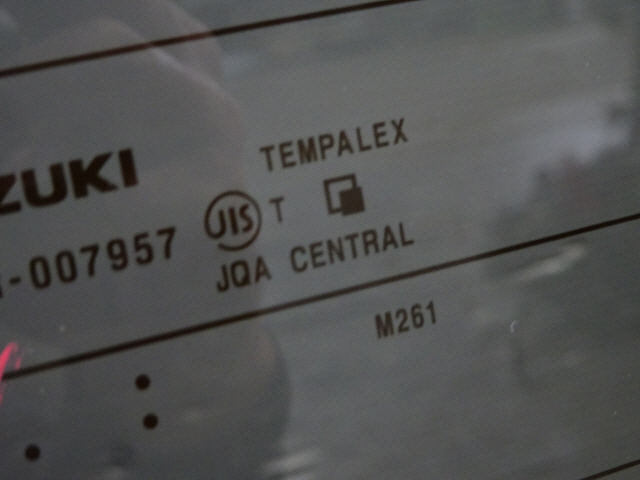 TEMPALEX
ZUKI
JIS T
-007957
JQA CENTRAL
M261